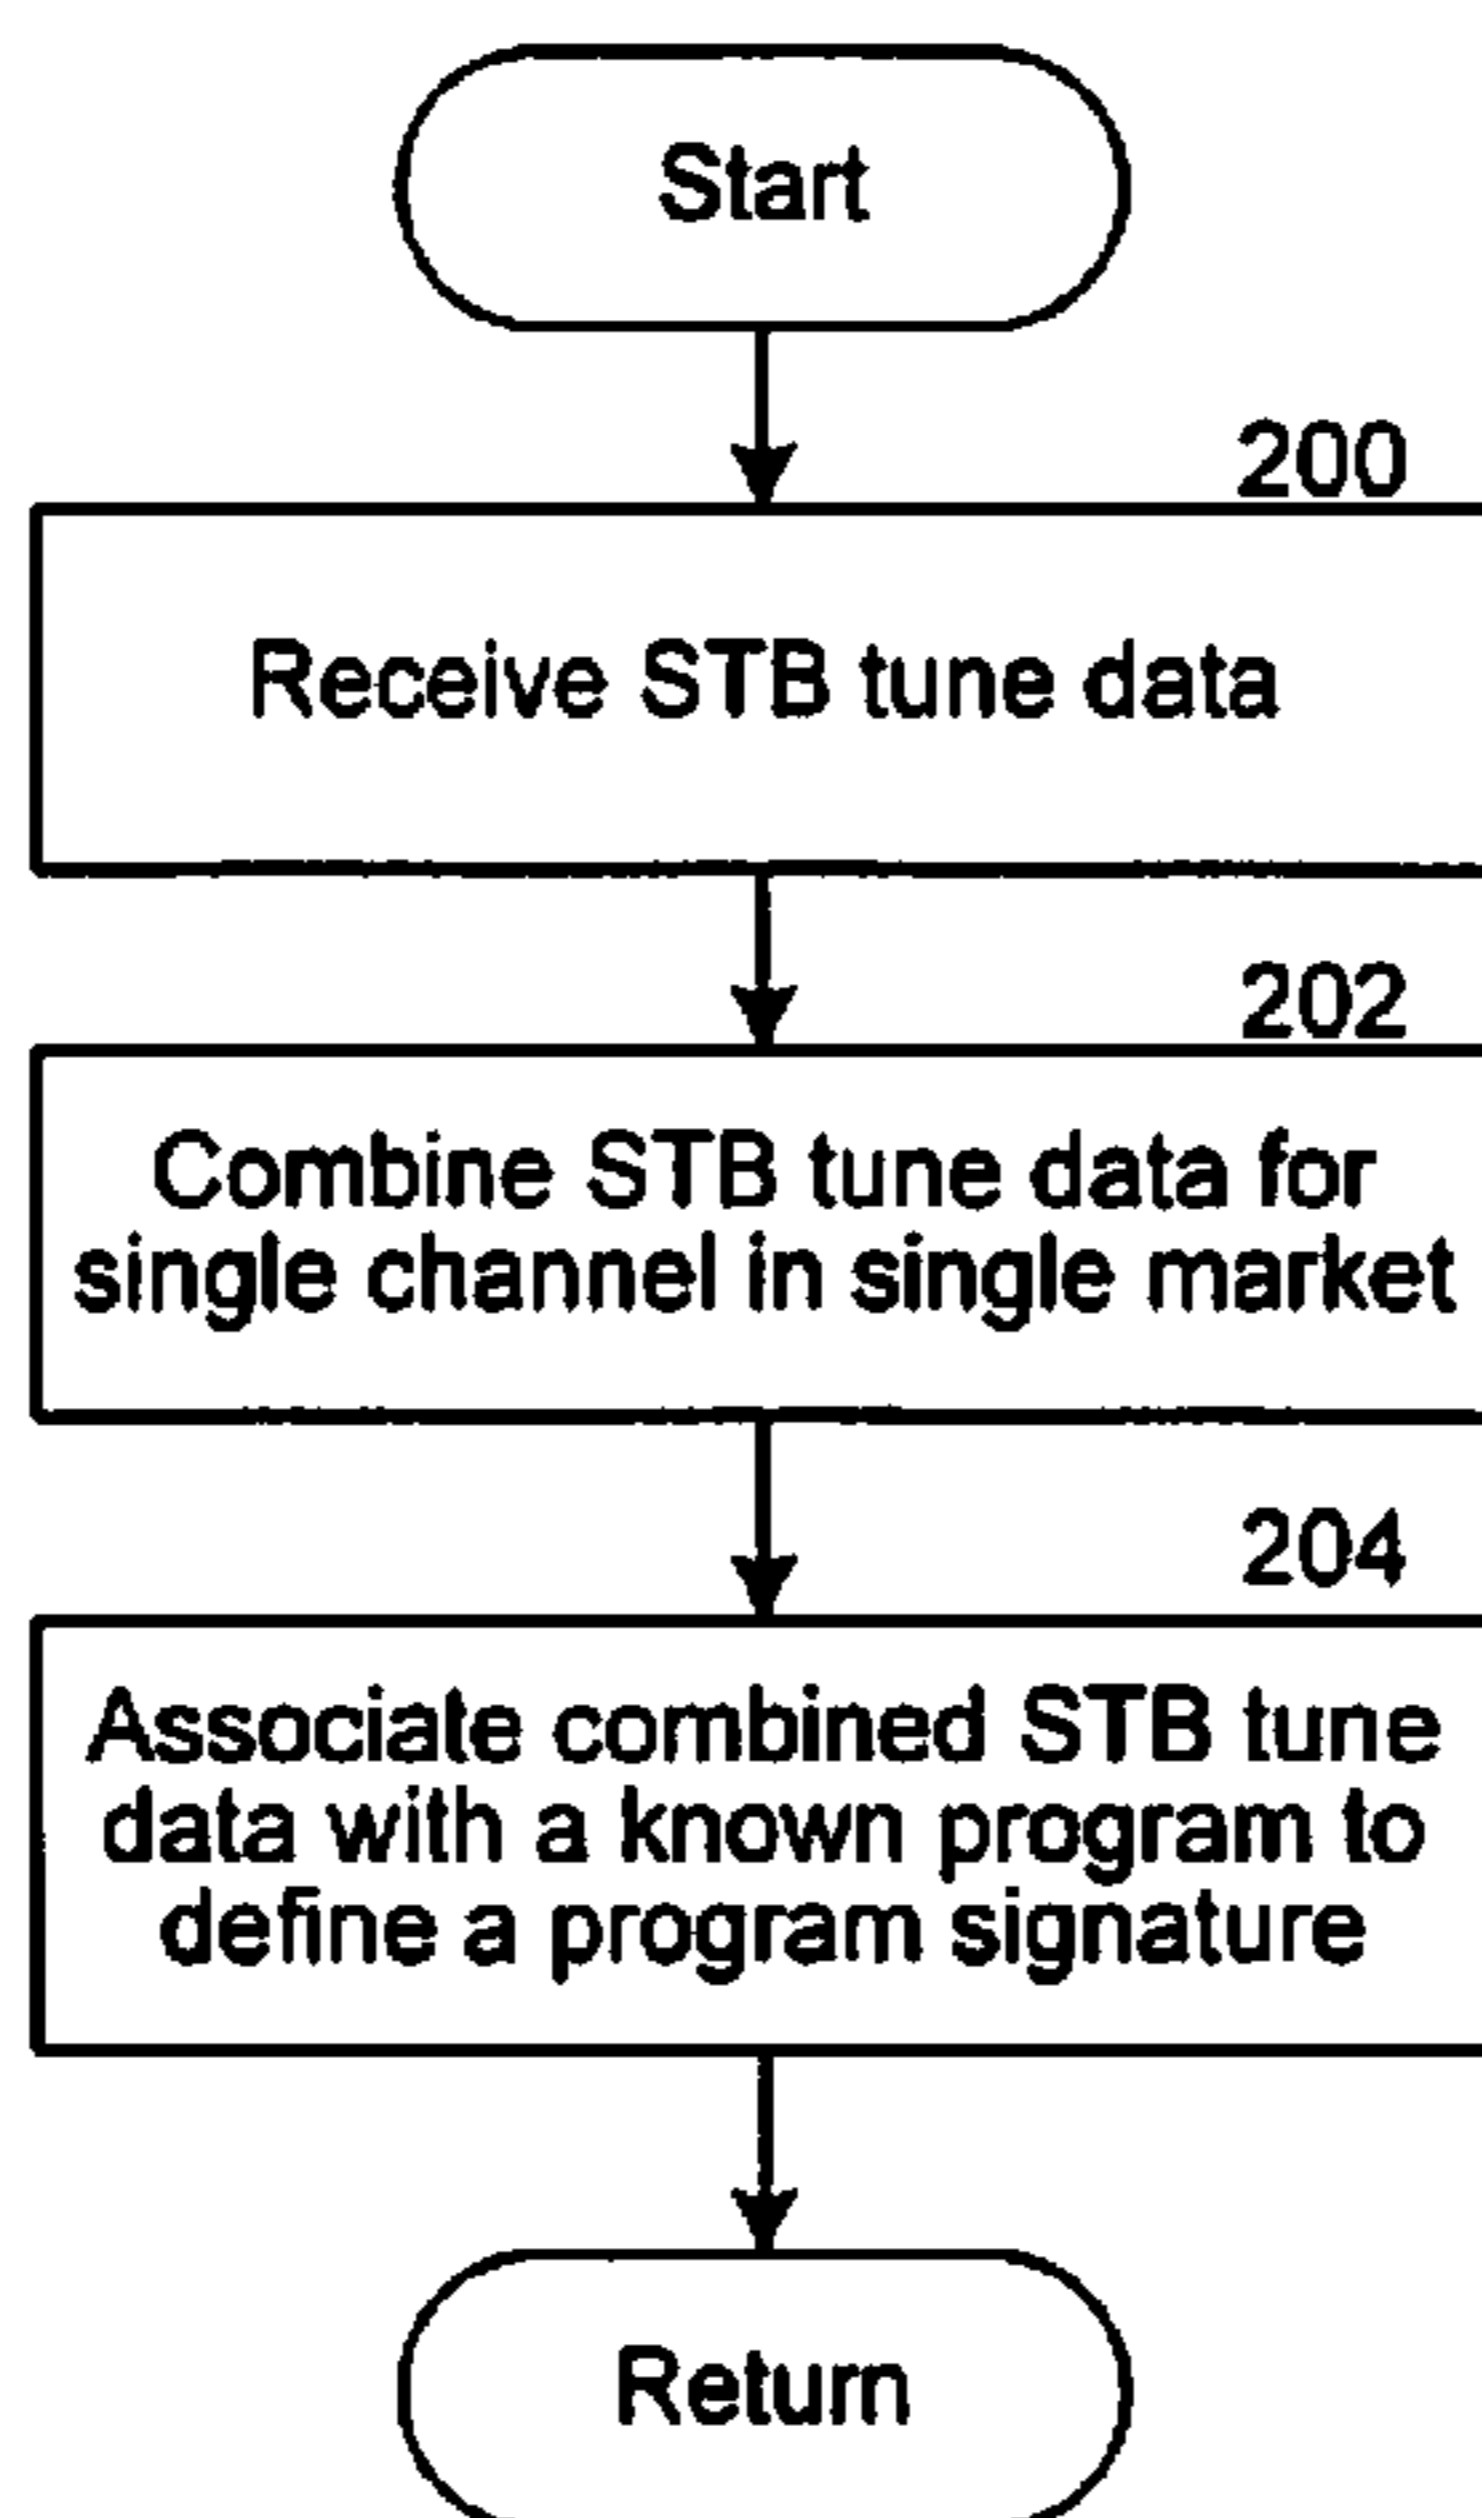 Start
200
Receive STB tune data
202
Combine STB tune data for
single channel in single market
204
Associate combined STB tune
data with a known program to
define a program signature
Return